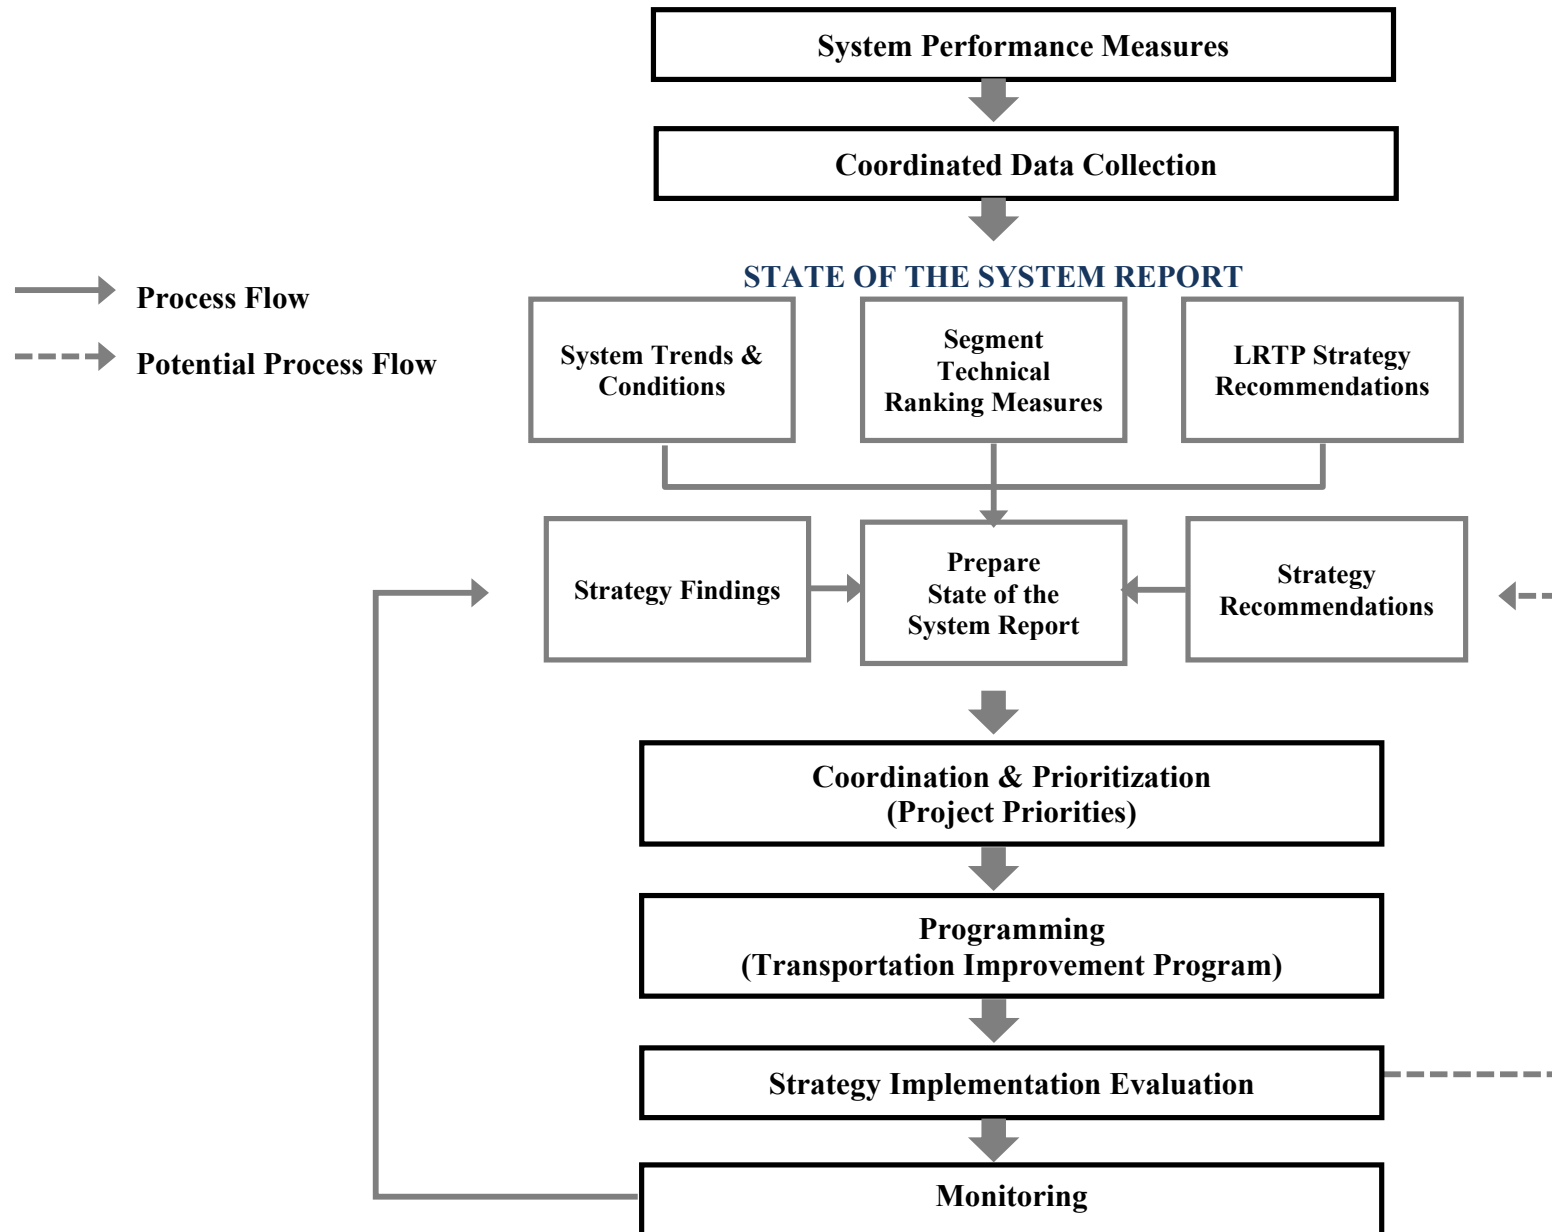 System Performance Measures
Coordinated Data Collection
STATE OF THE SYSTEM REPORT
Process Flow
Potential Process Flow
System Trends &
Conditions
Segment
Technical
Ranking Measures
LRTP Strategy
Recommendations
Strategy Findings
Prepare
State of the
System Report
Strategy
Recommendations
Coordination & Prioritization
(Project Priorities)
Programming
(Transportation Improvement Program)
Strategy Implementation Evaluation
Monitoring